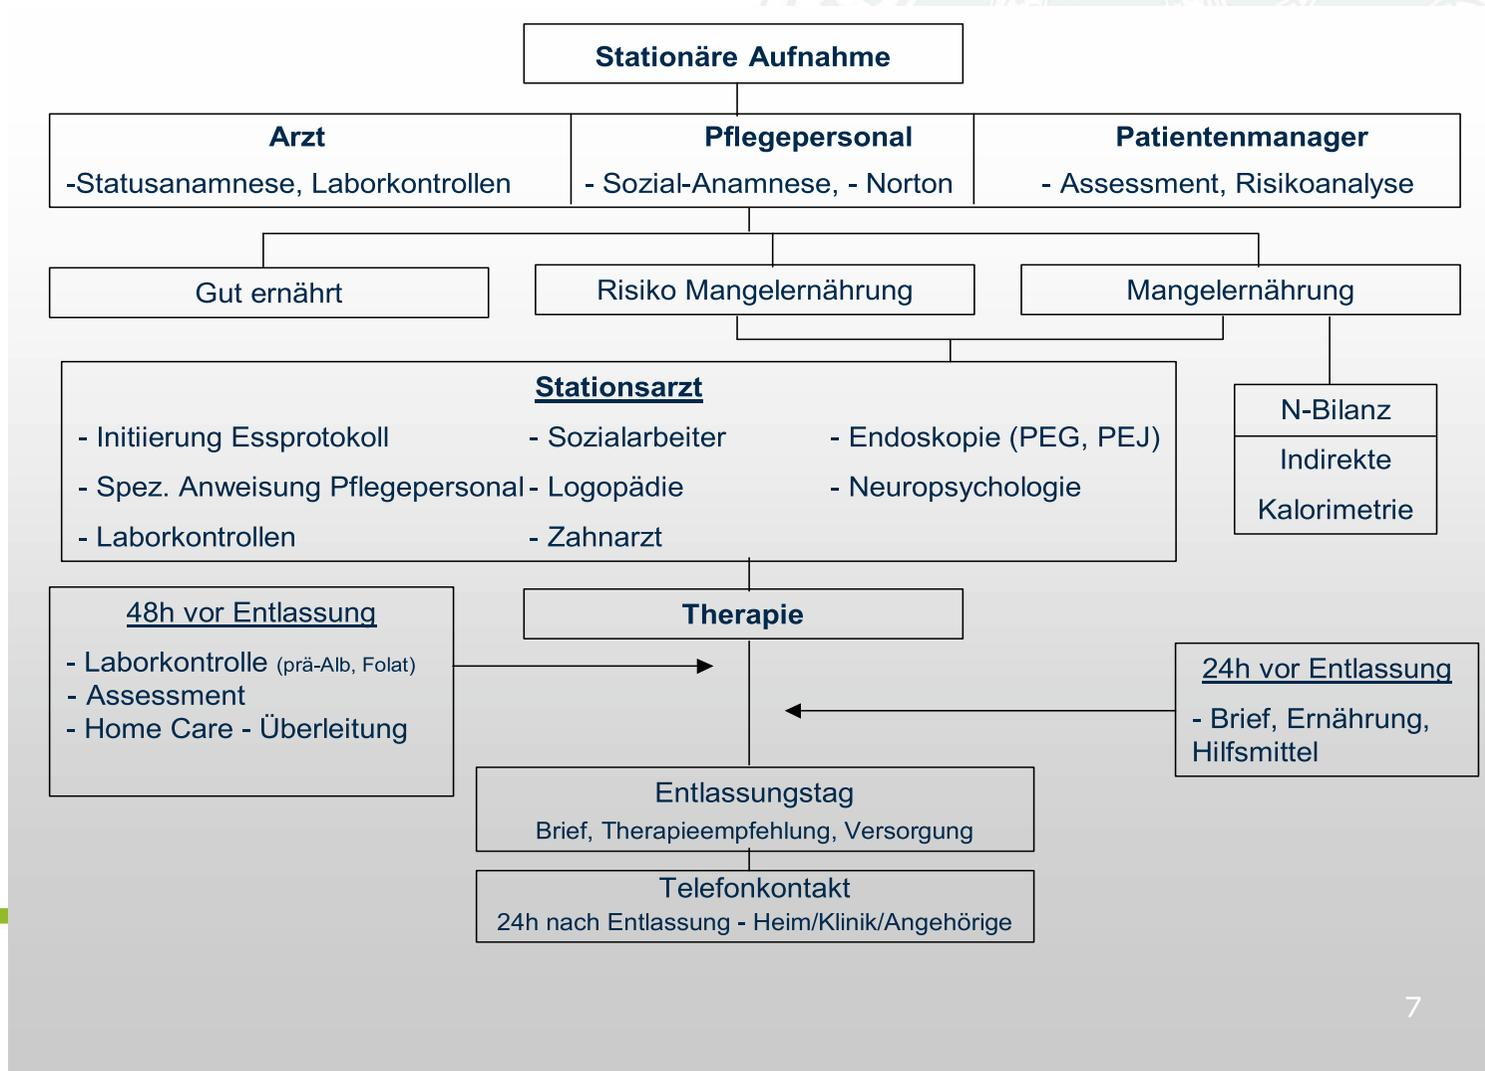 Stationäre Aufnahme
Arzt
-Statusanamnese, Laborkontrollen
Pflegepersonal
- Sozial-Anamnese, - Norton
Patientenmanager
- Assessment, Risikoanalyse
Gut ernährt
Risiko Mangelernährung
Mangelernährung
Stationsarzt
- Initiierung Essprotokoll
- Spez. Anweisung Pflegepersonal
- Laborkontrollen
- Sozialarbeiter
- Logopädie
- Zahnarzt
- Endoskopie (PEG, PEJ)
- Neuropsychologie
N-Bilanz
Indirekte
Kalorimetrie
48h vor Entlassung
- Laborkontrolle (prä-Alb, Folat)
- Assessment
- Home Care - Überleitung
Therapie
24h vor Entlassung
- Brief, Ernährung,
Hilfsmittel
Entlassungstag
Brief, Therapieempfehlung, Versorgung
Telefonkontakt
24h nach Entlassung - Heim/Klinik/Angehörige
7